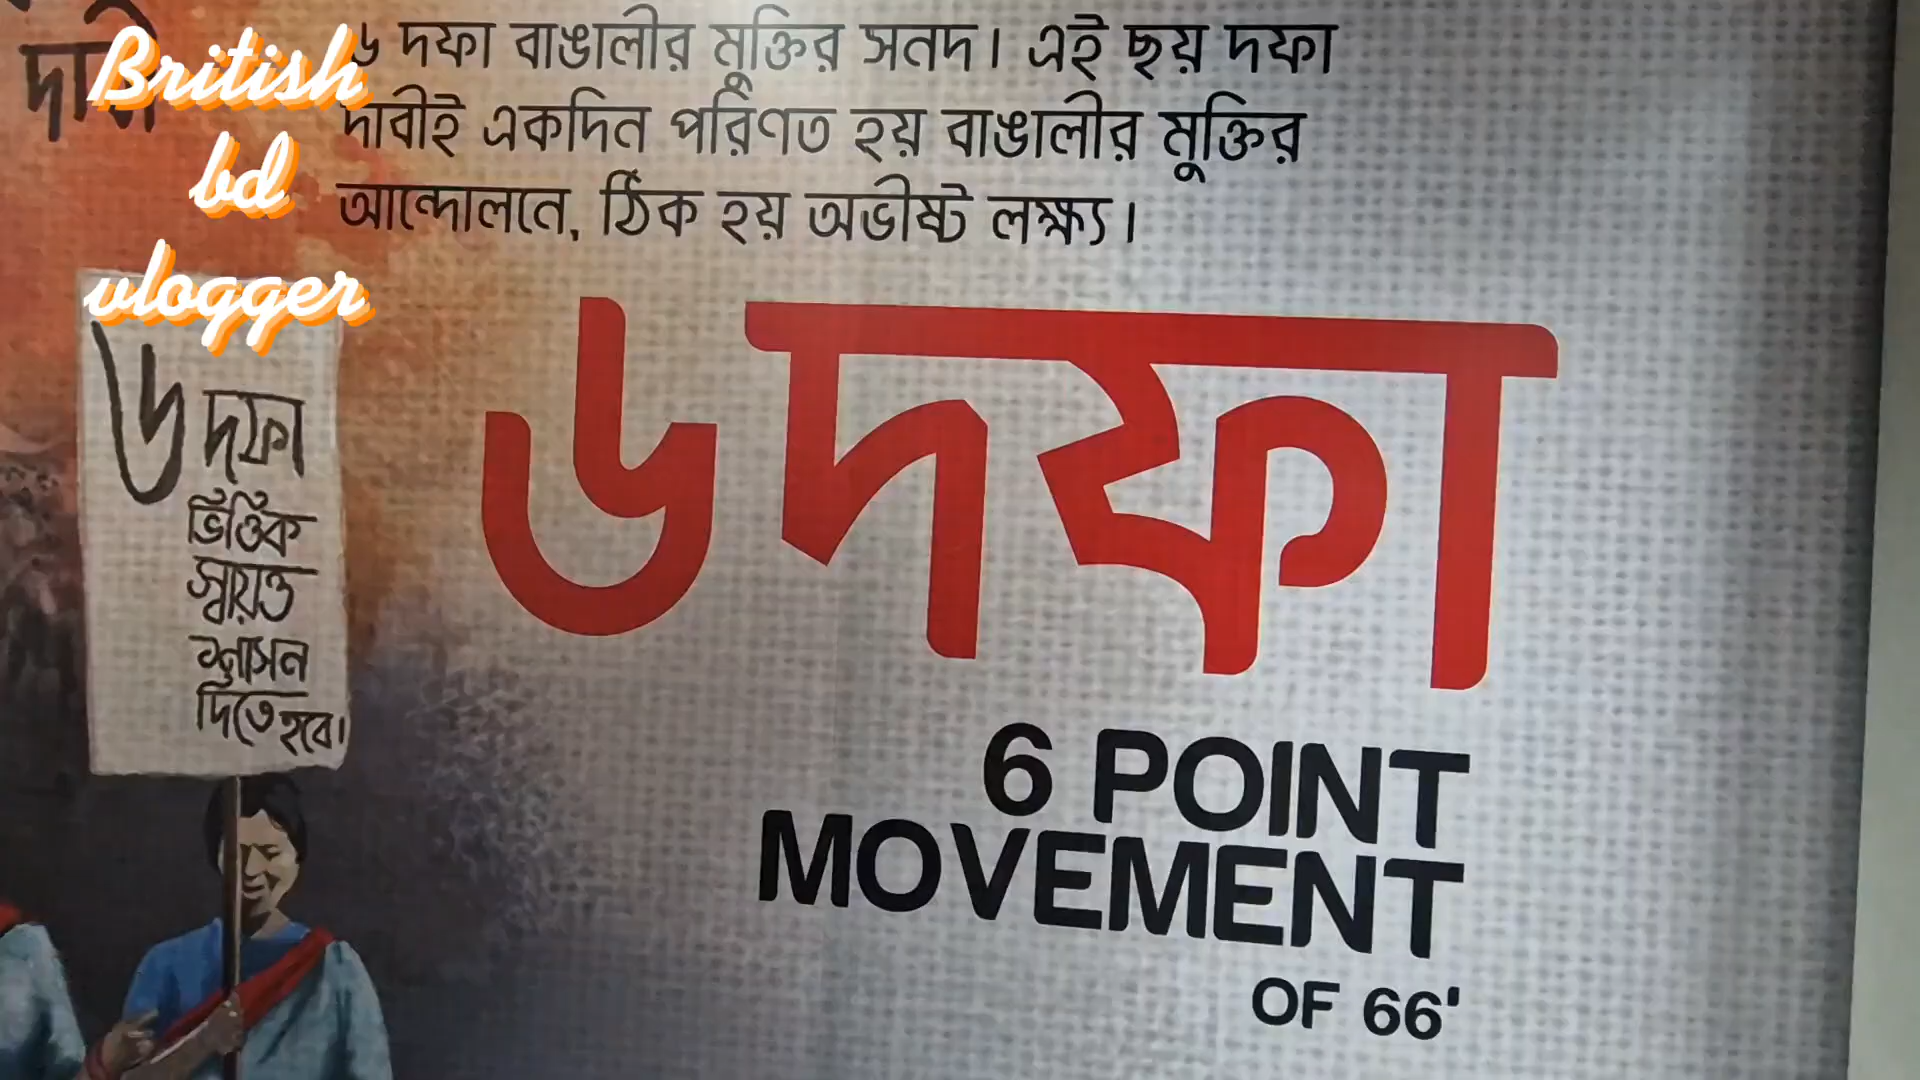 British
bd
vlogger
৬ দফা বাঙালীর মুক্তির সনদ। এই ছয় দফা
দাবীই একদিন পরিণত হয় বাঙালীর মুক্তির
আন্দোলনে, ঠিক হয় অভীষ্ট লক্ষ্য।
৬ দফা
৬ দফা
ভিত্তিক
স্বায়ত্ত
শাসন
দিতে হবে।
6 POINT
MOVEMENT
OF 66'